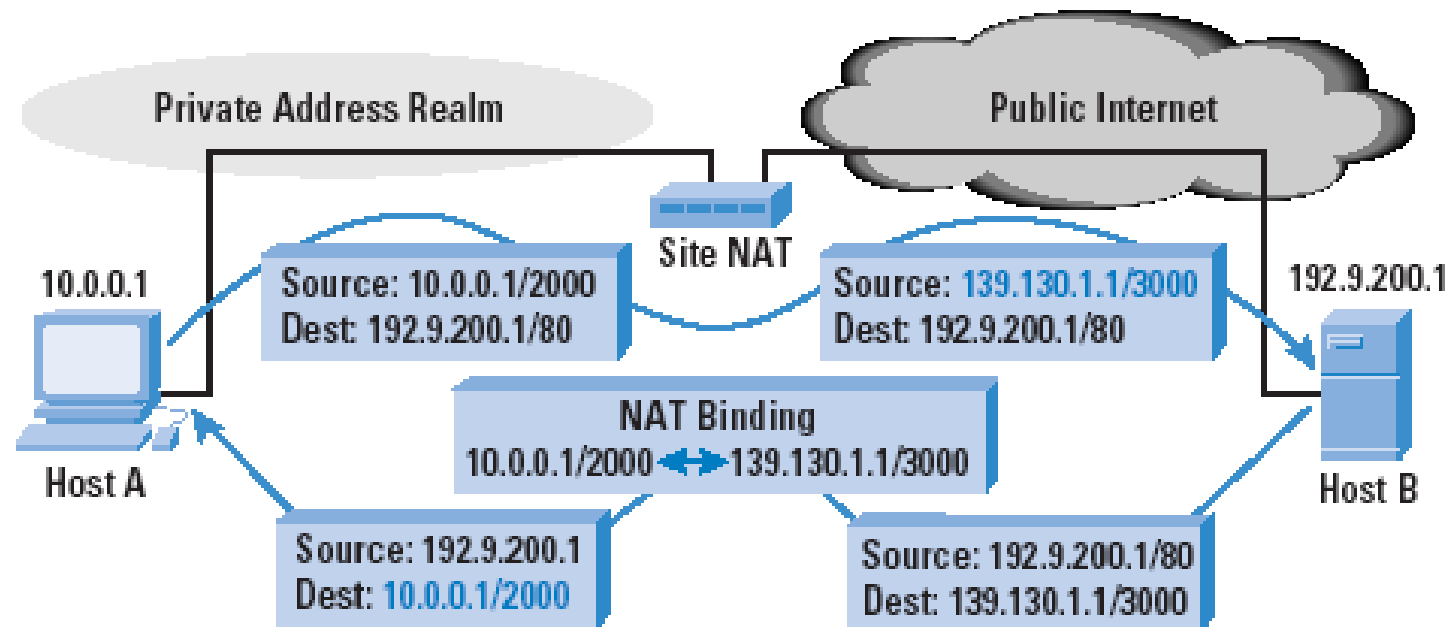 Private Address Realm
Public Internet
Site NAT
10.0.0.1
Source: 10.0.0.1/2000
Dest: 192.9.200.1/80
Source: 139.130.1.1/3000
Dest: 192.9.200.1/80
192.9.200.1
Host A
NAT Binding
10.0.0.1/2000 139.130.1.1/3000
Host B
Source: 192.9.200.1
Dest: 10.0.0.1/2000
Source: 192.9.200.1/80
Dest: 139.130.1.1/3000